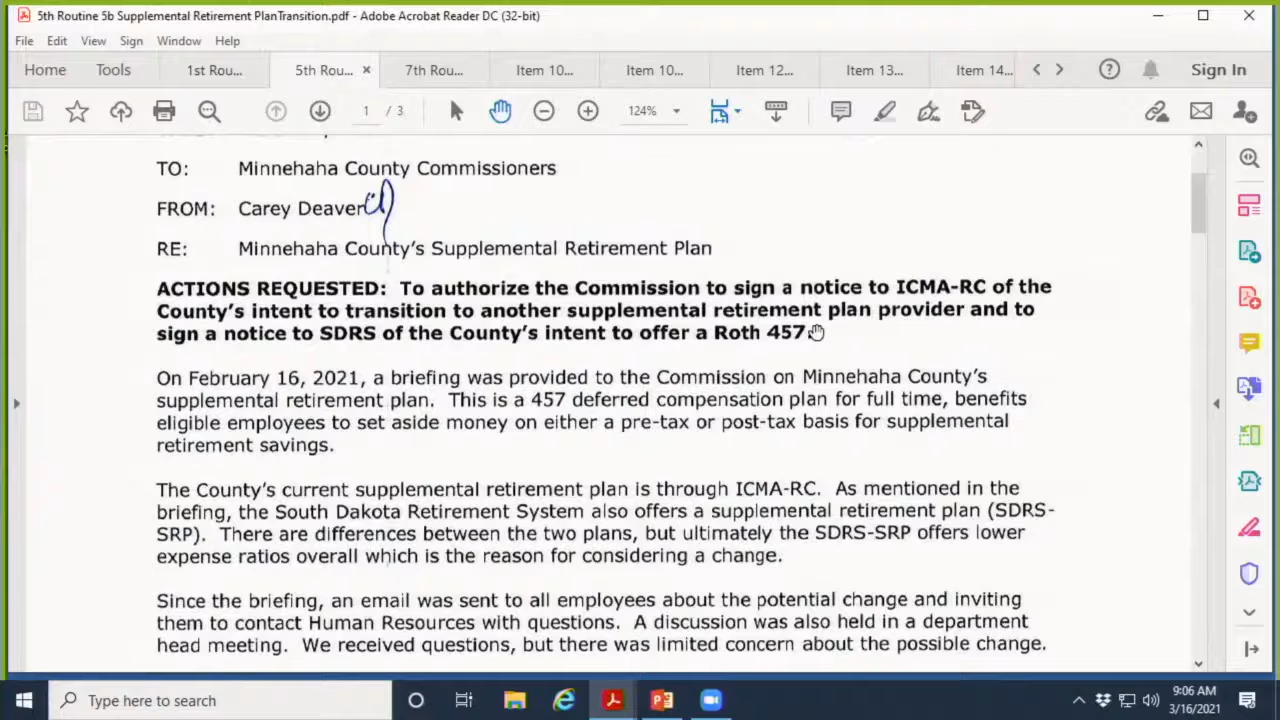 5th Routine 5b Supplemental Retirement PlanTransition.pdf - Adobe Acrobat Reader DC (32-bit)
File Edit View Sign Window Help
Home Tools 1st Rou... 5th Rou... 7th Rou... Item 10... Item 10... Item 12... Item 13... Item 14... Sign In
1 / 3 124%
TO: Minnehaha County Commissioners
FROM: Carey Deaver
RE: Minnehaha County's Supplemental Retirement Plan
ACTIONS REQUESTED: To authorize the Commission to sign a notice to ICMA-RC of the
County's intent to transition to another supplemental retirement plan provider and to
sign a notice to SDRS of the County's intent to offer a Roth 457
On February 16, 2021, a briefing was provided to the Commission on Minnehaha County's
supplemental retirement plan. This is a 457 deferred compensation plan for full time, benefits
eligible employees to set aside money on either a pre-tax or post-tax basis for supplemental
retirement savings.
The County's current supplemental retirement plan is through ICMA-RC. As mentioned in the
briefing, the South Dakota Retirement System also offers a supplemental retirement plan (SDRS-
SRP). There are differences between the two plans, but ultimately the SDRS-SRP offers lower
expense ratios overall which is the reason for considering a change.
Since the briefing, an email was sent to all employees about the potential change and inviting
them to contact Human Resources with questions. A discussion was also held in a department
head meeting. We received questions, but there was limited concern about the possible change.
Type here to search
9:06 AM
3/16/2021